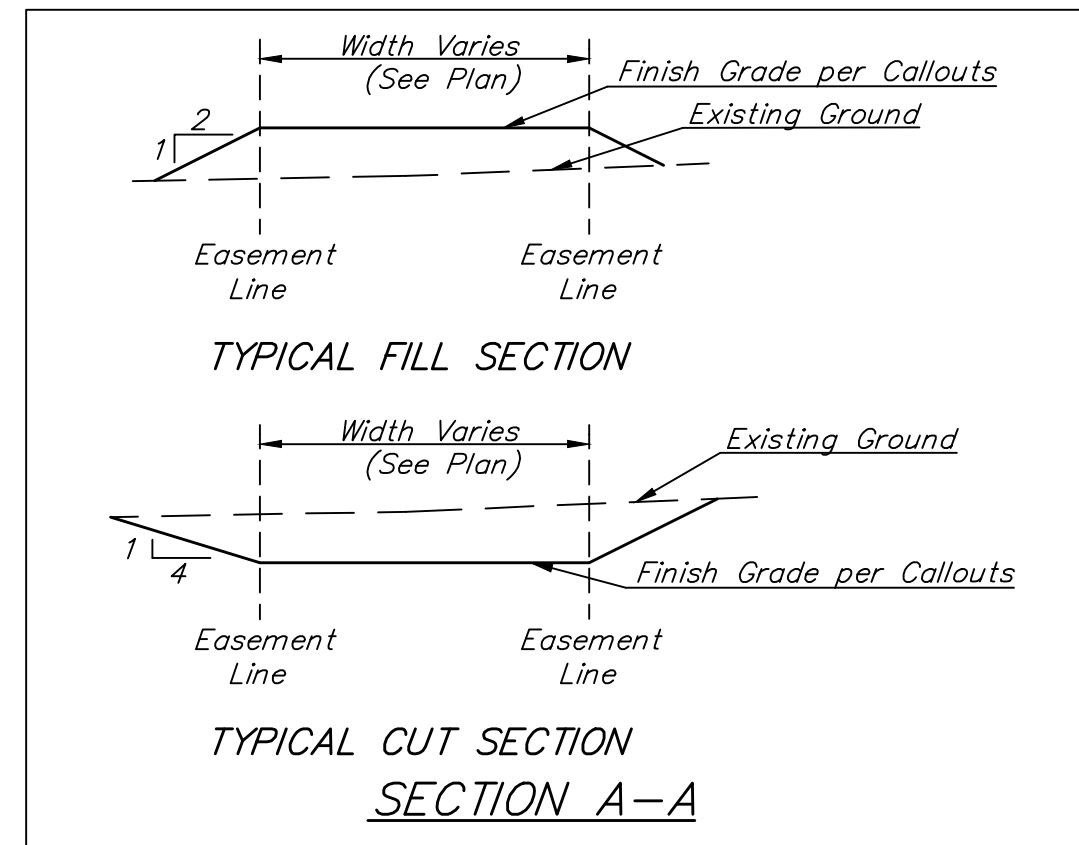 Width Varies
(See Plan)
Finish Grade per Callouts
Existing Ground
2
1
Easement
Line
Easement
Line
TYPICAL FILL SECTION
Width Varies
(See Plan)
Existing Ground
1
4
Finish Grade per Callouts
Easement
Line
Easement
Line
TYPICAL CUT SECTION
SECTION A-A